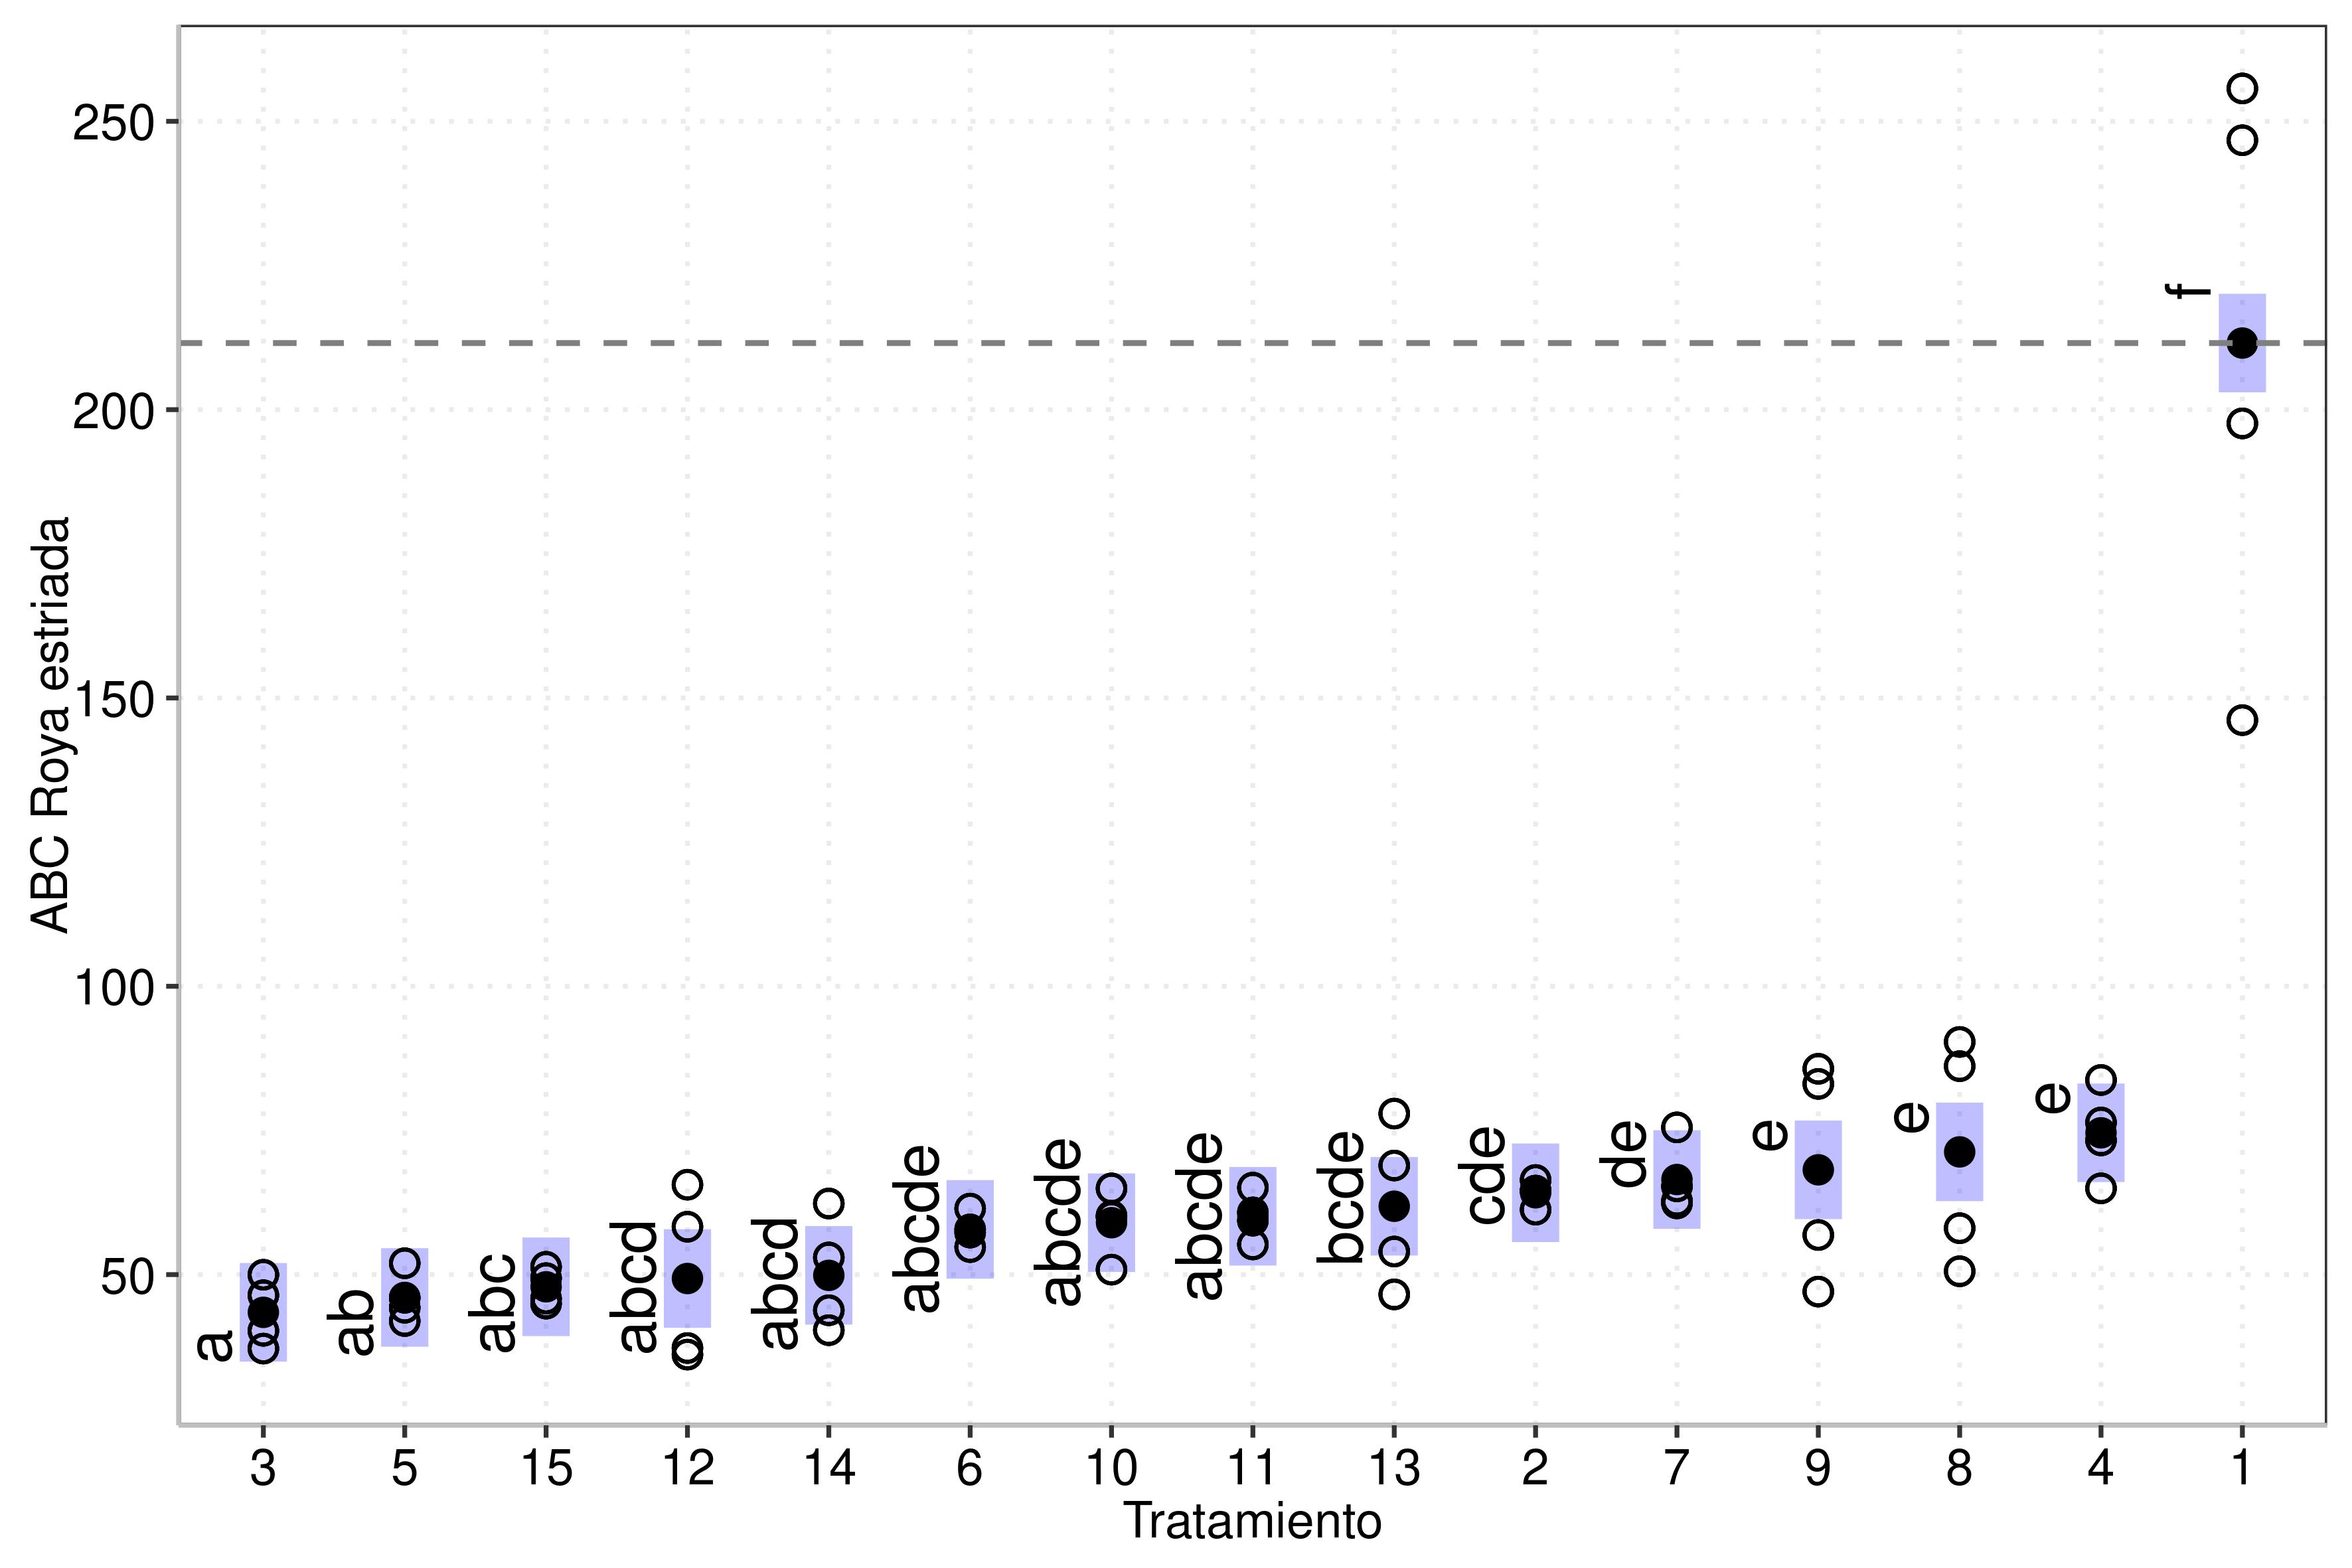 250
200
150
100
50
ABC Roya estriada
a
ab
abc
abcd
abcd
abcde
abcde
abcde
bcde
cde
de
e
e
e
f
3 5 15 12 14 6 10 11 13 2 7 9 8 4 1
Tratamiento